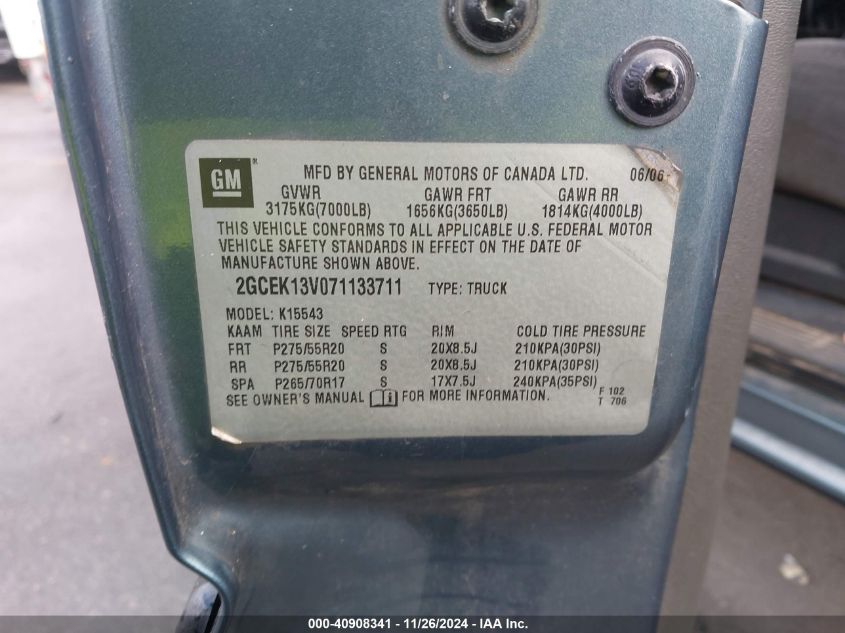 GM
MFD BY GENERAL MOTORS OF CANADA LTD. 06/06
GVWR GAWR FRT GAWR RR
3175KG(7000LB) 1656KG(3650LB) 1814KG(4000LB)
THIS VEHICLE CONFORMS TO ALL APPLICABLE U.S. FEDERAL MOTOR
VEHICLE SAFETY STANDARDS IN EFFECT ON THE DATE OF
MANUFACTURE SHOWN ABOVE.
2GCEK13V071133711 TYPE: TRUCK
MODEL: K15543
KAAM TIRE SIZE SPEED RTG RIM COLD TIRE PRESSURE
FRT P275/55R20 S 20X8.5J 210KPA(30PSI)
RR P275/55R20 S 20X8.5J 210KPA(30PSI)
SPA P265/70R17 S 17X7.5J 240KPA(35PSI)
SEE OWNER'S MANUAL FOR MORE INFORMATION.
F 102
T 706
000-40908341 - 11/26/2024 - IAA Inc.